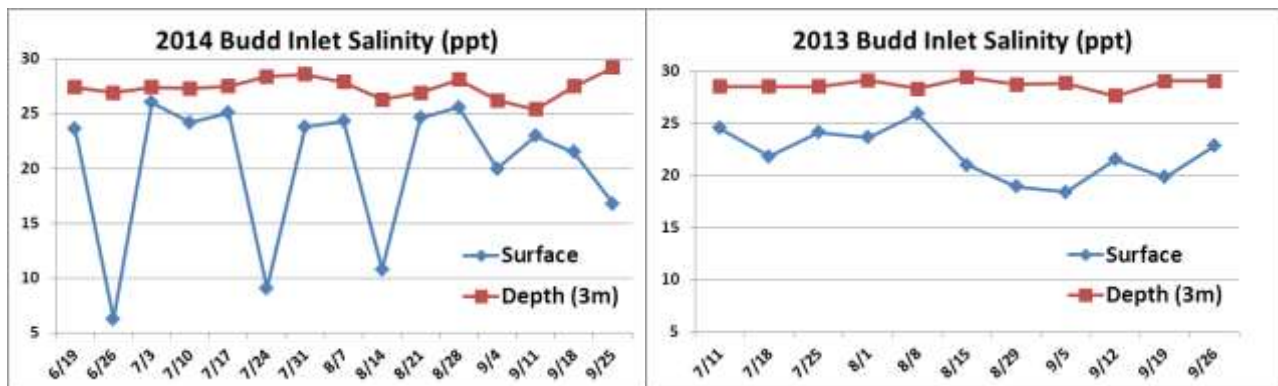 2014 Budd Inlet Salinity (ppt)
30
25
20
15
10
5
Surface
Depth (3m)
6/19 6/26 7/3 7/10 7/17 7/24 7/31 8/7 8/14 8/21 8/28 9/4 9/11 9/18 9/25
2013 Budd Inlet Salinity (ppt)
30
25
20
15
10
5
Surface
Depth (3m)
7/11 7/18 7/25 8/1 8/8 8/15 8/29 9/5 9/12 9/19 9/26